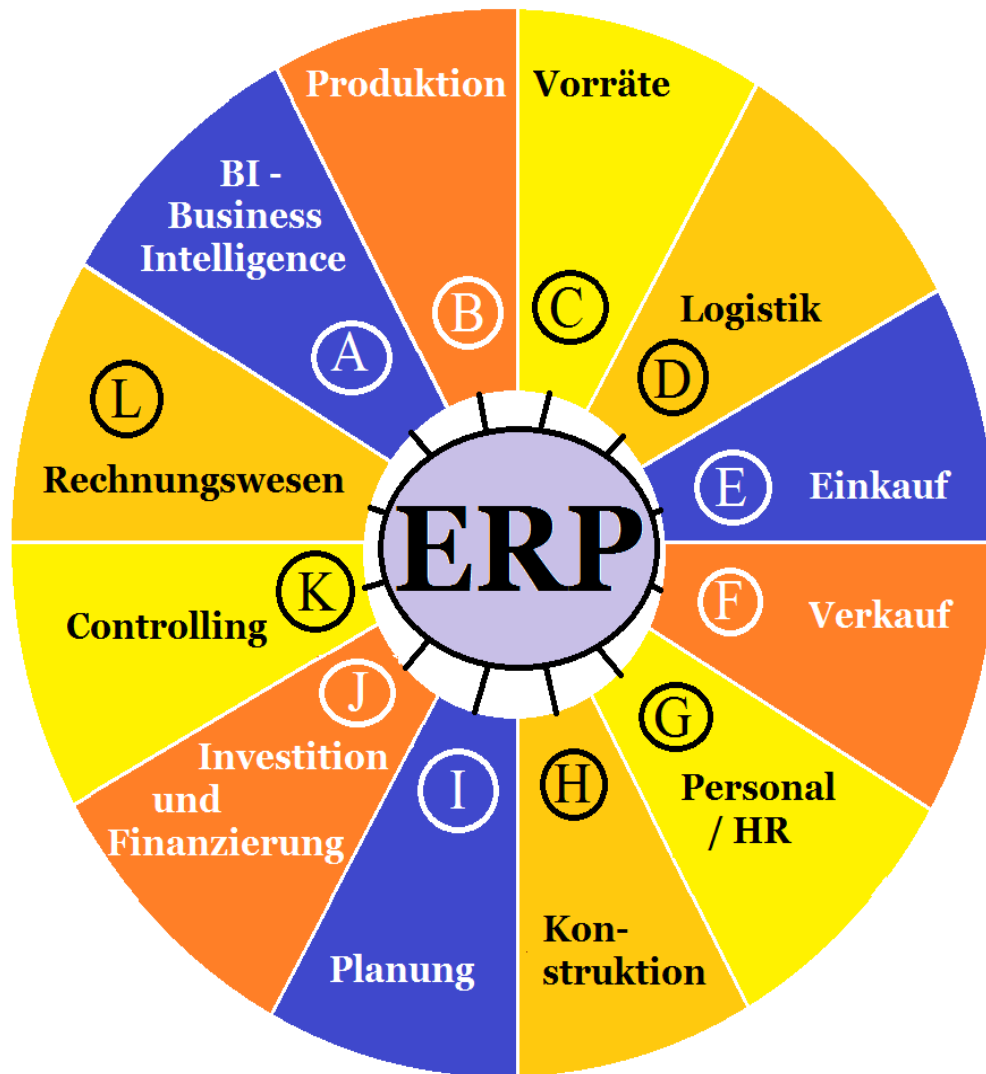 BI -
Business
Intelligence
A
Produktion
B
Vorräte
C
Logistik
D
E
Einkauf
F
Verkauf
G
Personal
/ HR
H
Kon-
struktion
I
Planung
J
Investition
und
Finanzierung
K
Controlling
L
Rechnungswesen
ERP